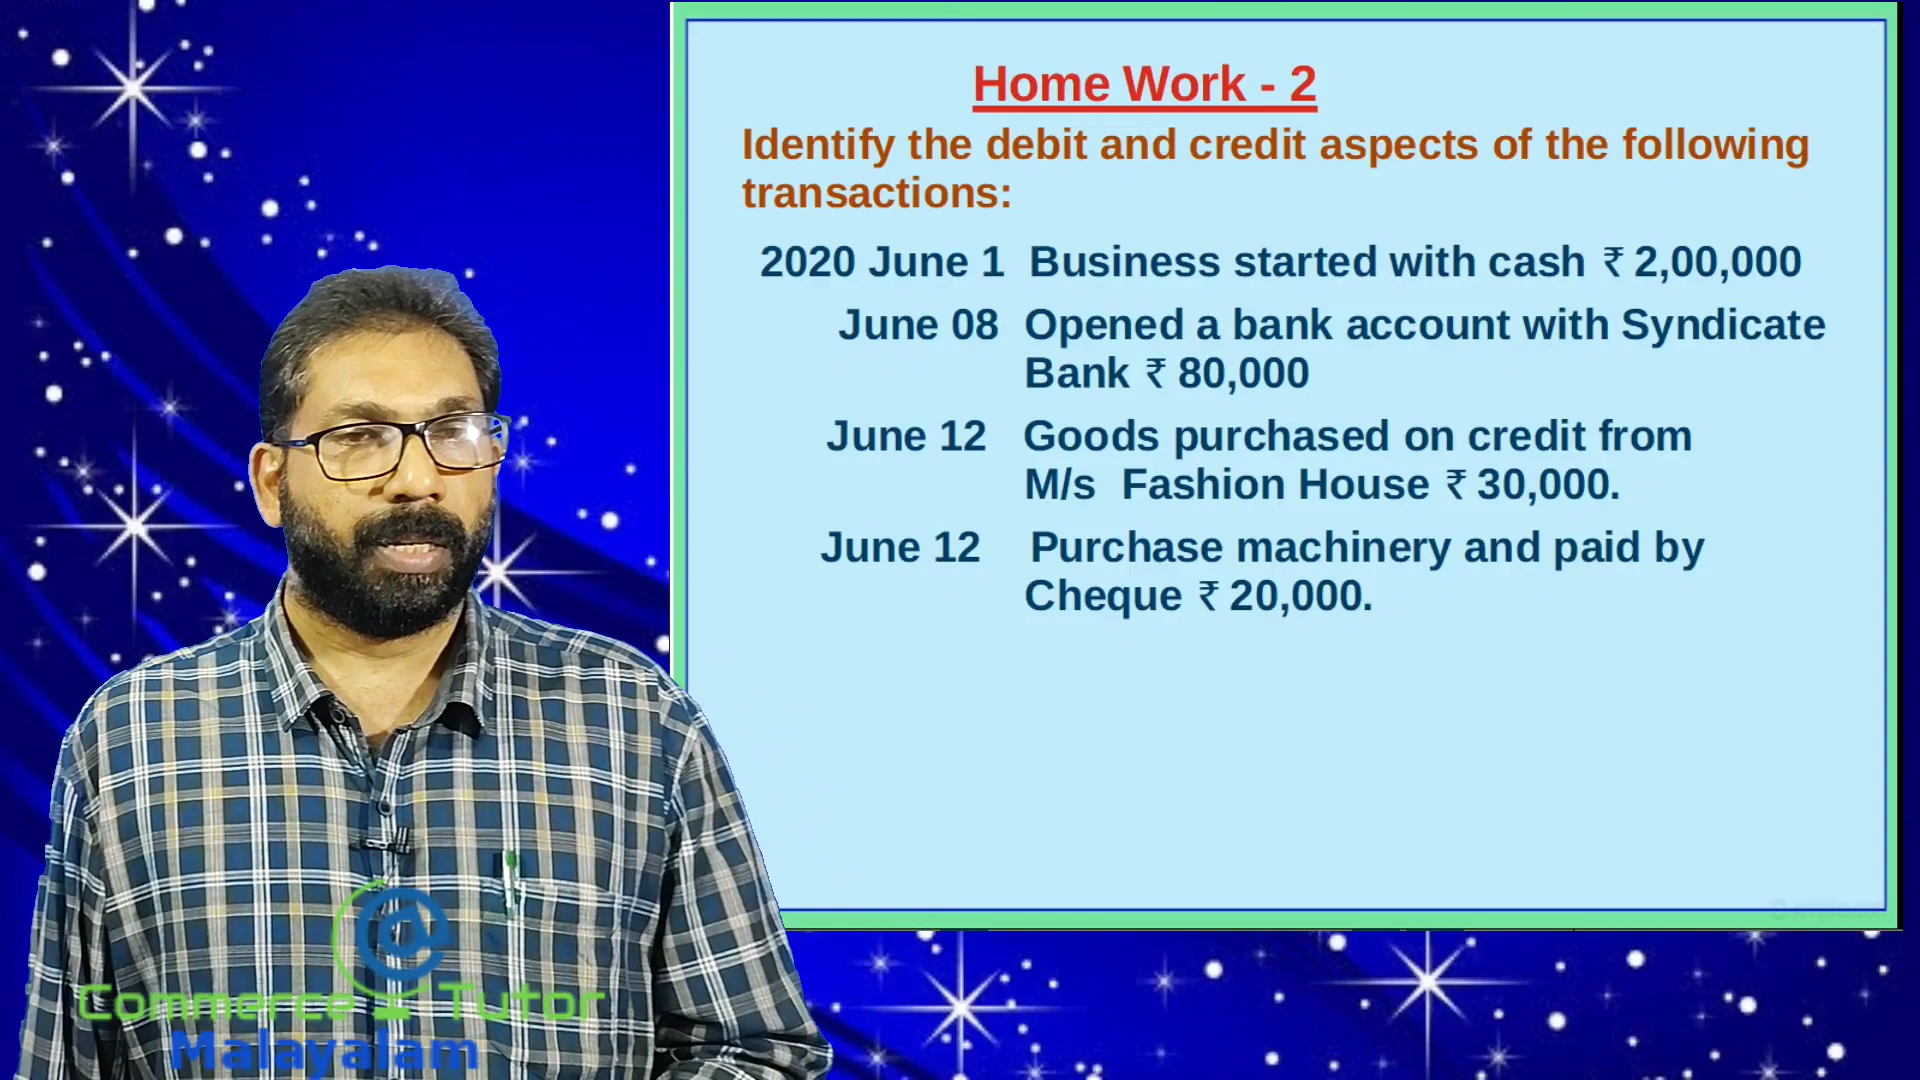 Home Work - 2
Identify the debit and credit aspects of the following
transactions:
2020 June 1 Business started with cash ₹ 2,00,000
June 08 Opened a bank account with Syndicate
Bank ₹ 80,000
June 12 Goods purchased on credit from
M/s Fashion House ₹ 30,000.
June 12 Purchase machinery and paid by
Cheque ₹ 20,000.
Commerce Tutor
Malayalam